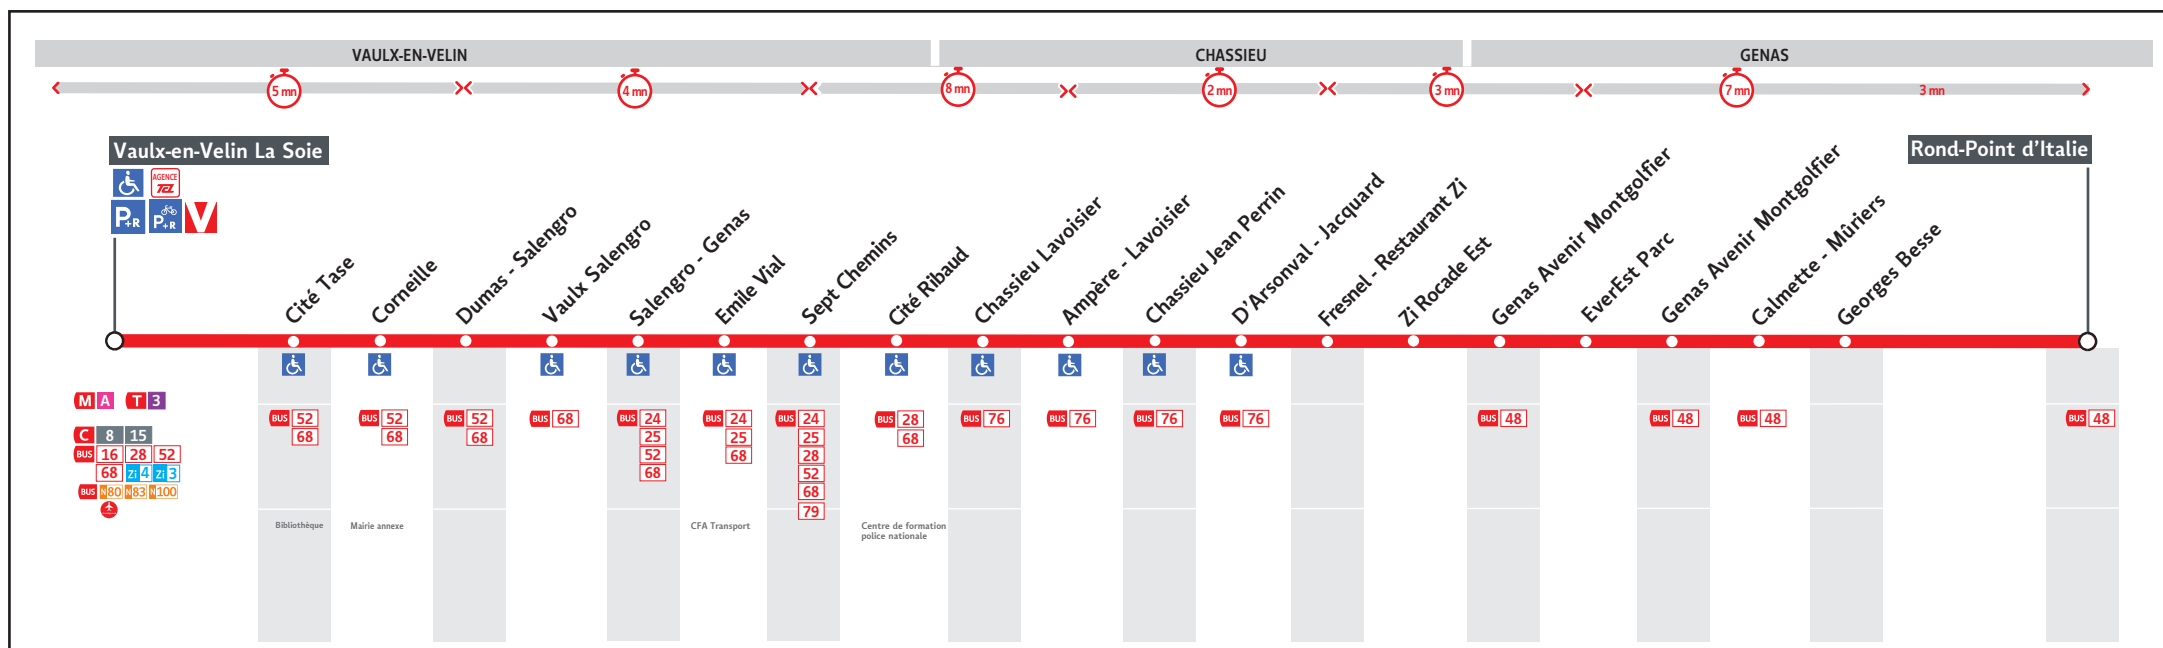 VAULX-EN-VELIN CHASSIEU GENAS
5 mn 4 mn 8 mn 2 mn 3 mn 7 mn 3 mn
Vaulx-en-Velin La Soie
Rond-Point d'Italie
AGENCE
TCL
P+R P+R V
Cité Tase
Corneille
Dumas - Salengro
Vaulx Salengro
Salengro - Genas
Emile Vial
Sept Chemins
Cité Ribaud
Chassieu Lavoisier
Ampère - Lavoisier
Chassieu Jean Perrin
D'Arsonval - Jacquard
Fresnel - Restaurant Zi
Zi Rocade Est
Genas Avenir Montgolfier
EverEst Parc
Genas Avenir Montgolfier
Calmette - Mûriers
Georges Besse
M A T 3
C 8 15
BUS 16 28 52
68 Zi 4 Zi 3
BUS N80 N83 N100
BUS 52
68
BUS 52
68
BUS 52
68
BUS 68
BUS 24
25
52
68
BUS 24
25
68
BUS 24
25
28
52
68
79
BUS 28
68
BUS 76
BUS 76
BUS 76
BUS 76
BUS 48
BUS 48
BUS 48
BUS 48
Bibliothèque
Mairie annexe
CFA Transport
Centre de formation
police nationale